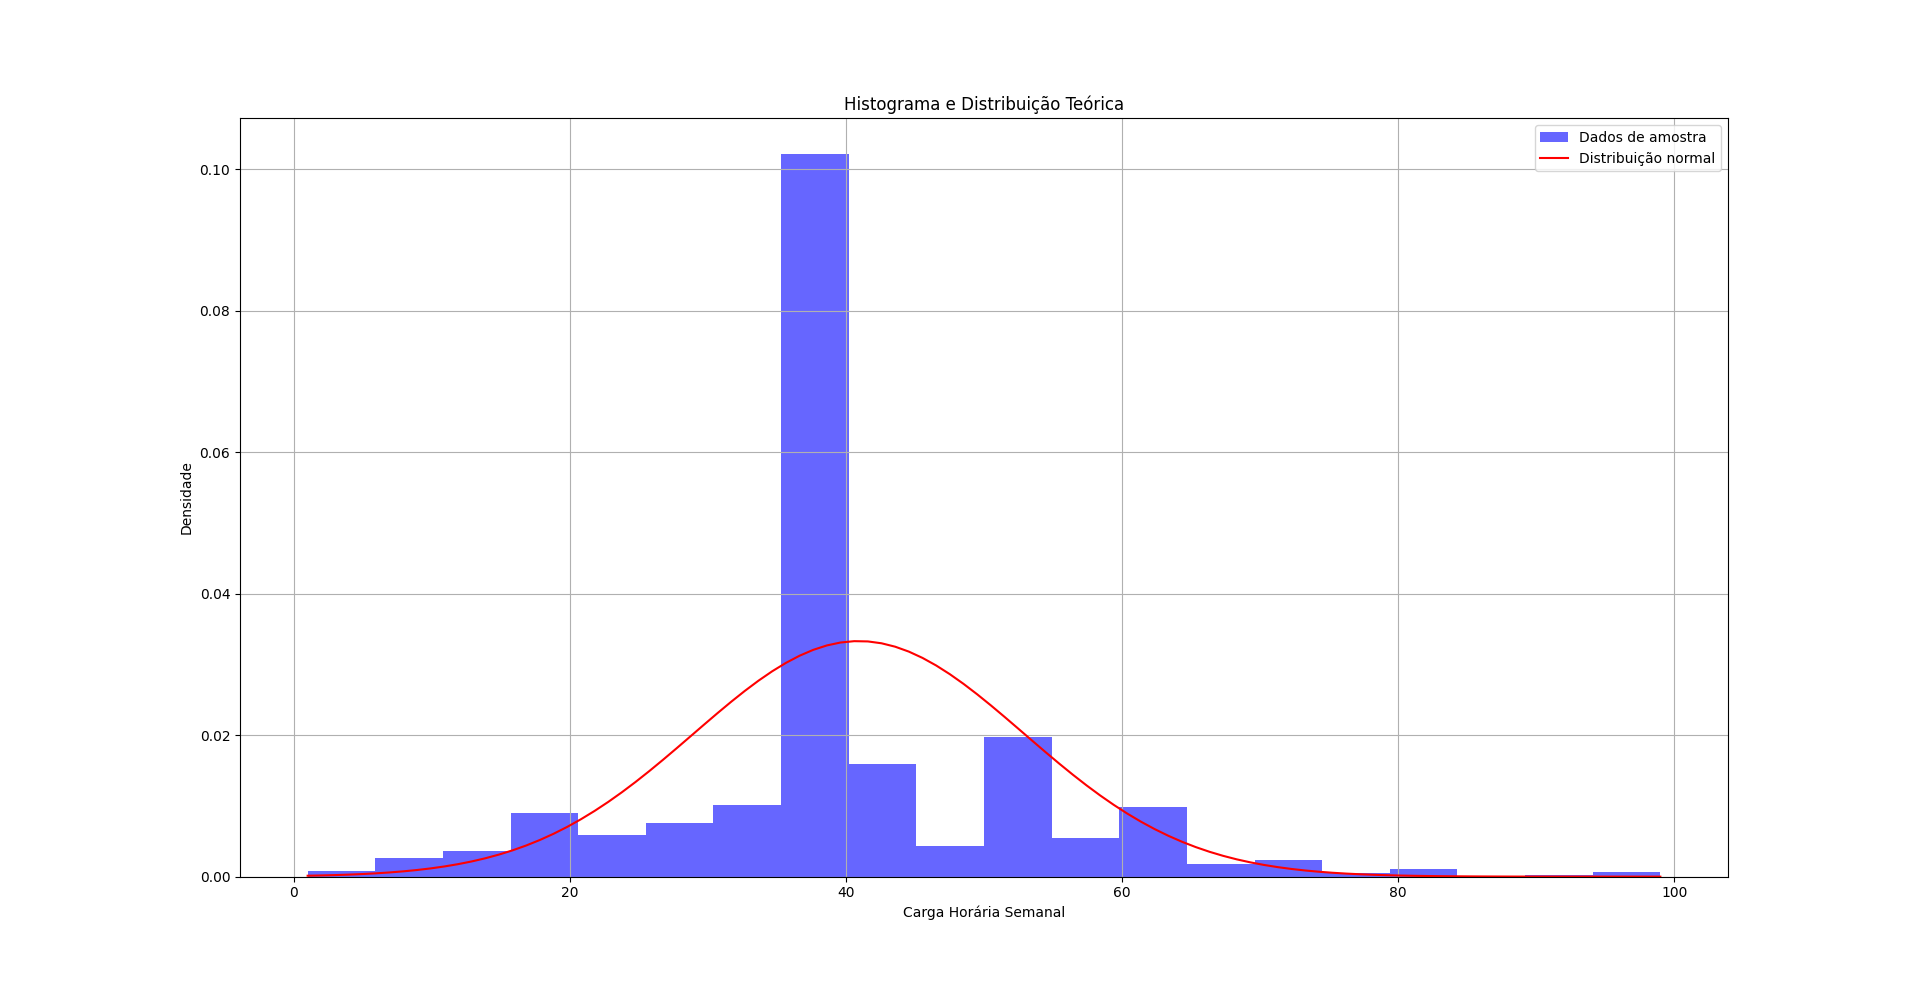 Histograma e Distribuição Teórica
Dados de amostra
Distribuição normal
0.10
0.08
0.06
0.04
0.02
0.00
Densidade
0 20 40 60 80 100
Carga Horária Semanal